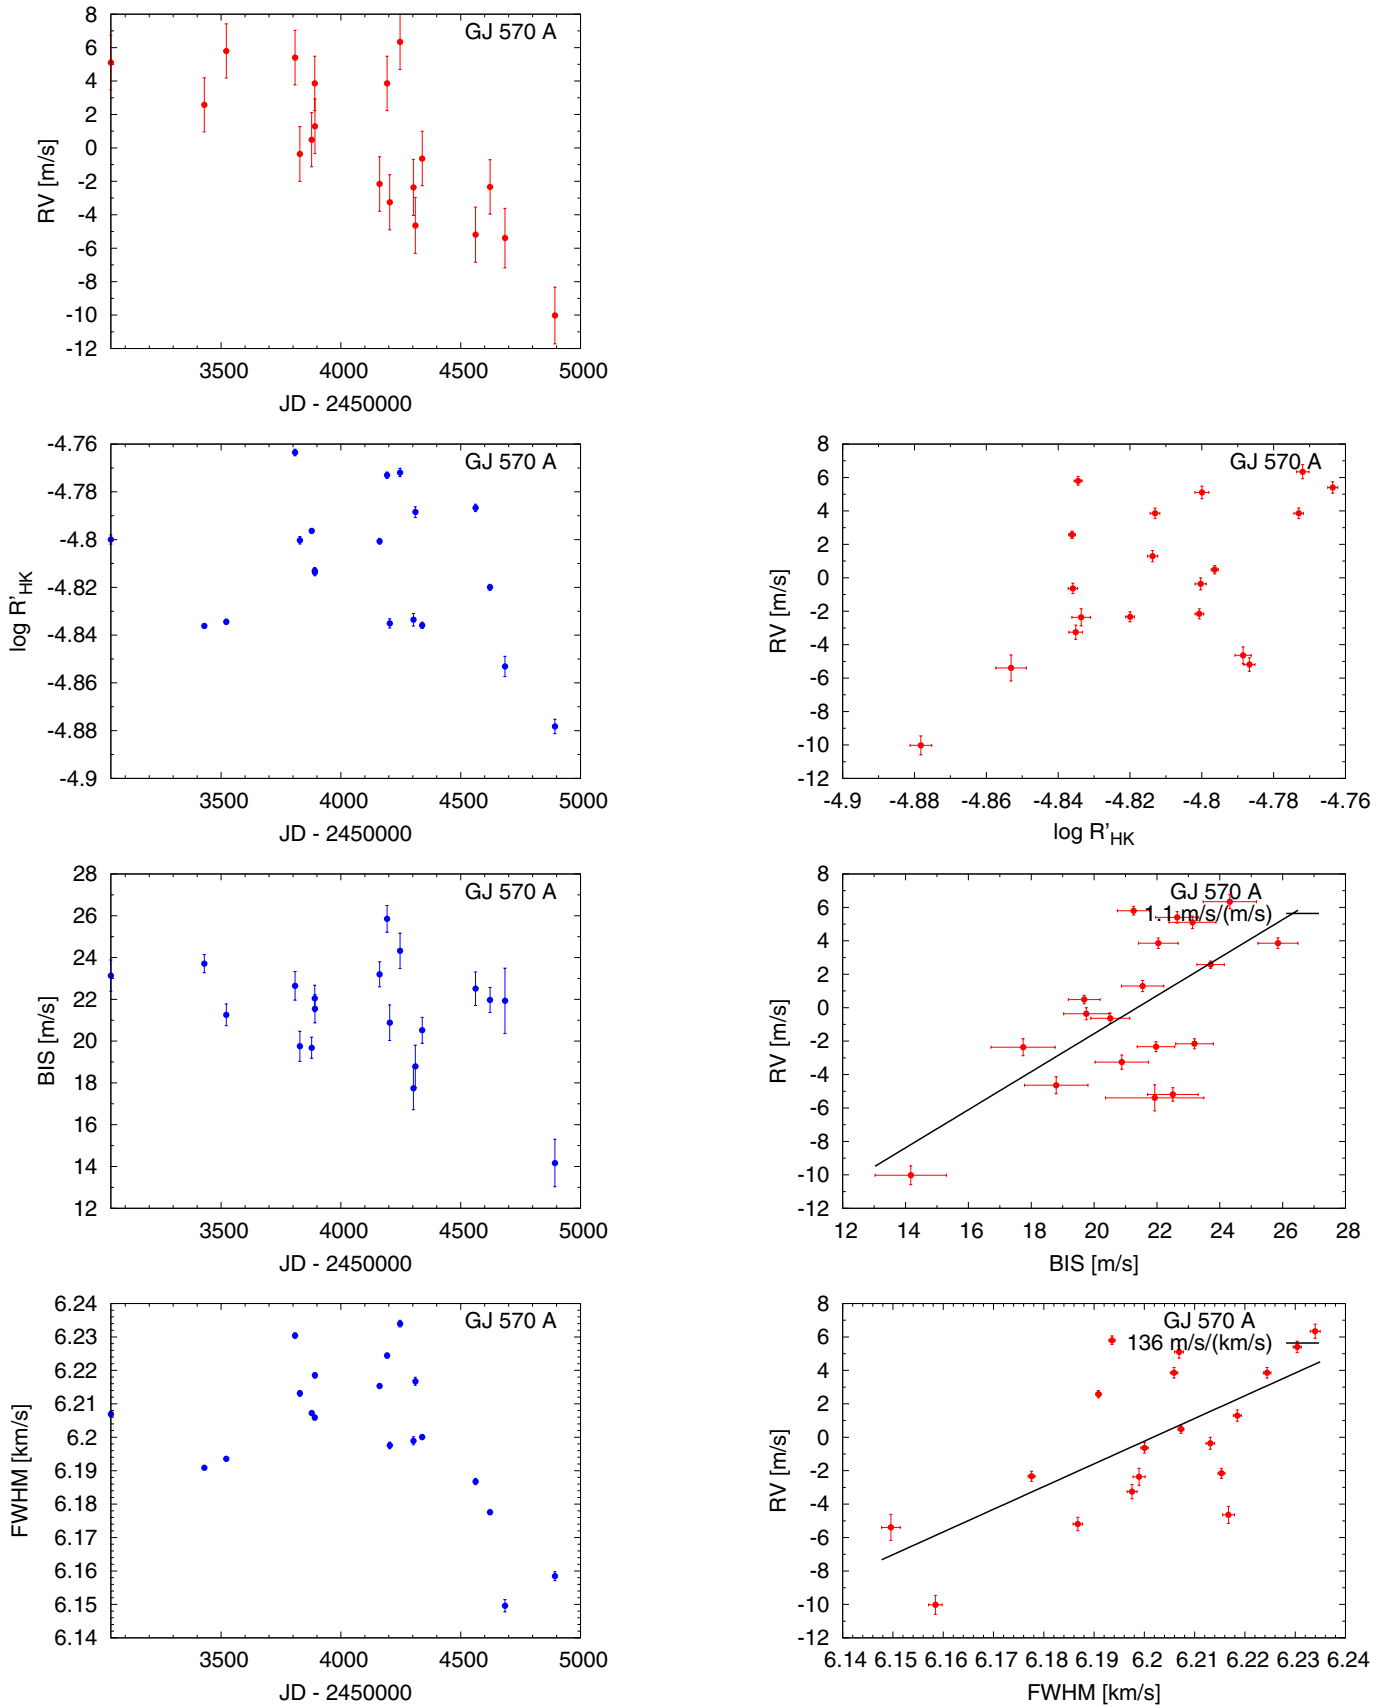 8
6
4
2
0
-2
-4
-6
-8
-10
-12
RV [m/s]
GJ 570 A
3500 4000 4500 5000
JD - 2450000
-4.76
-4.78
-4.8
-4.82
-4.84
-4.86
-4.88
-4.9
log R'HK
GJ 570 A
3500 4000 4500 5000
JD - 2450000
8
6
4
2
0
-2
-4
-6
-8
-10
-12
RV [m/s]
GJ 570 A
-4.9 -4.88 -4.86 -4.84 -4.82 -4.8 -4.78 -4.76
log R'HK
28
26
24
22
20
18
16
14
12
BIS [m/s]
GJ 570 A
3500 4000 4500 5000
JD - 2450000
8
6
4
2
0
-2
-4
-6
-8
-10
-12
RV [m/s]
GJ 570 A
1.1 m/s/(m/s)
12 14 16 18 20 22 24 26 28
BIS [m/s]
6.24
6.23
6.22
6.21
6.2
6.19
6.18
6.17
6.16
6.15
6.14
FWHM [km/s]
GJ 570 A
3500 4000 4500 5000
JD - 2450000
8
6
4
2
0
-2
-4
-6
-8
-10
-12
RV [m/s]
GJ 570 A
136 m/s/(km/s)
6.14 6.15 6.16 6.17 6.18 6.19 6.2 6.21 6.22 6.23 6.24
FWHM [km/s]